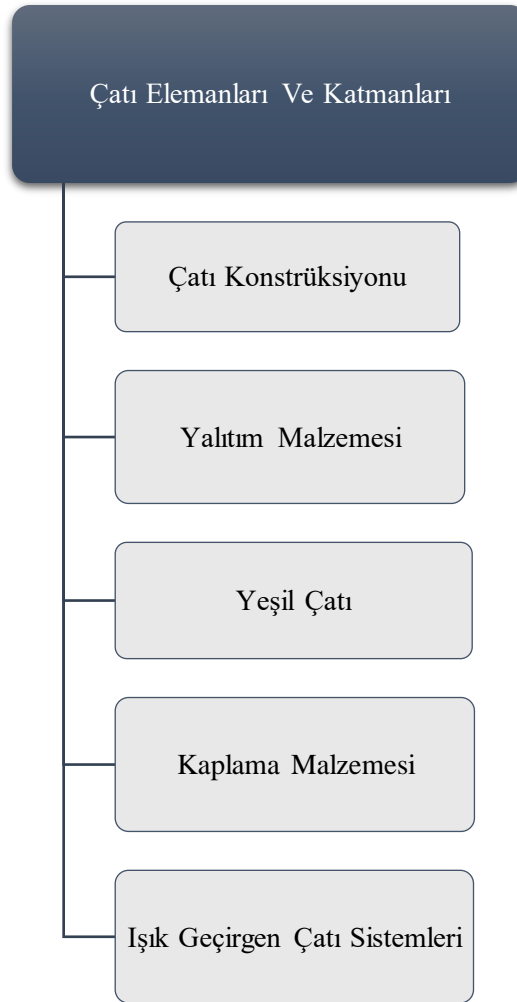 Çatı Elemanları Ve Katmanları
Çatı Konstrüksiyonu
Yalıtım Malzemesi
Yeşil Çatı
Kaplama Malzemesi
Işık Geçirgen Çatı Sistemleri